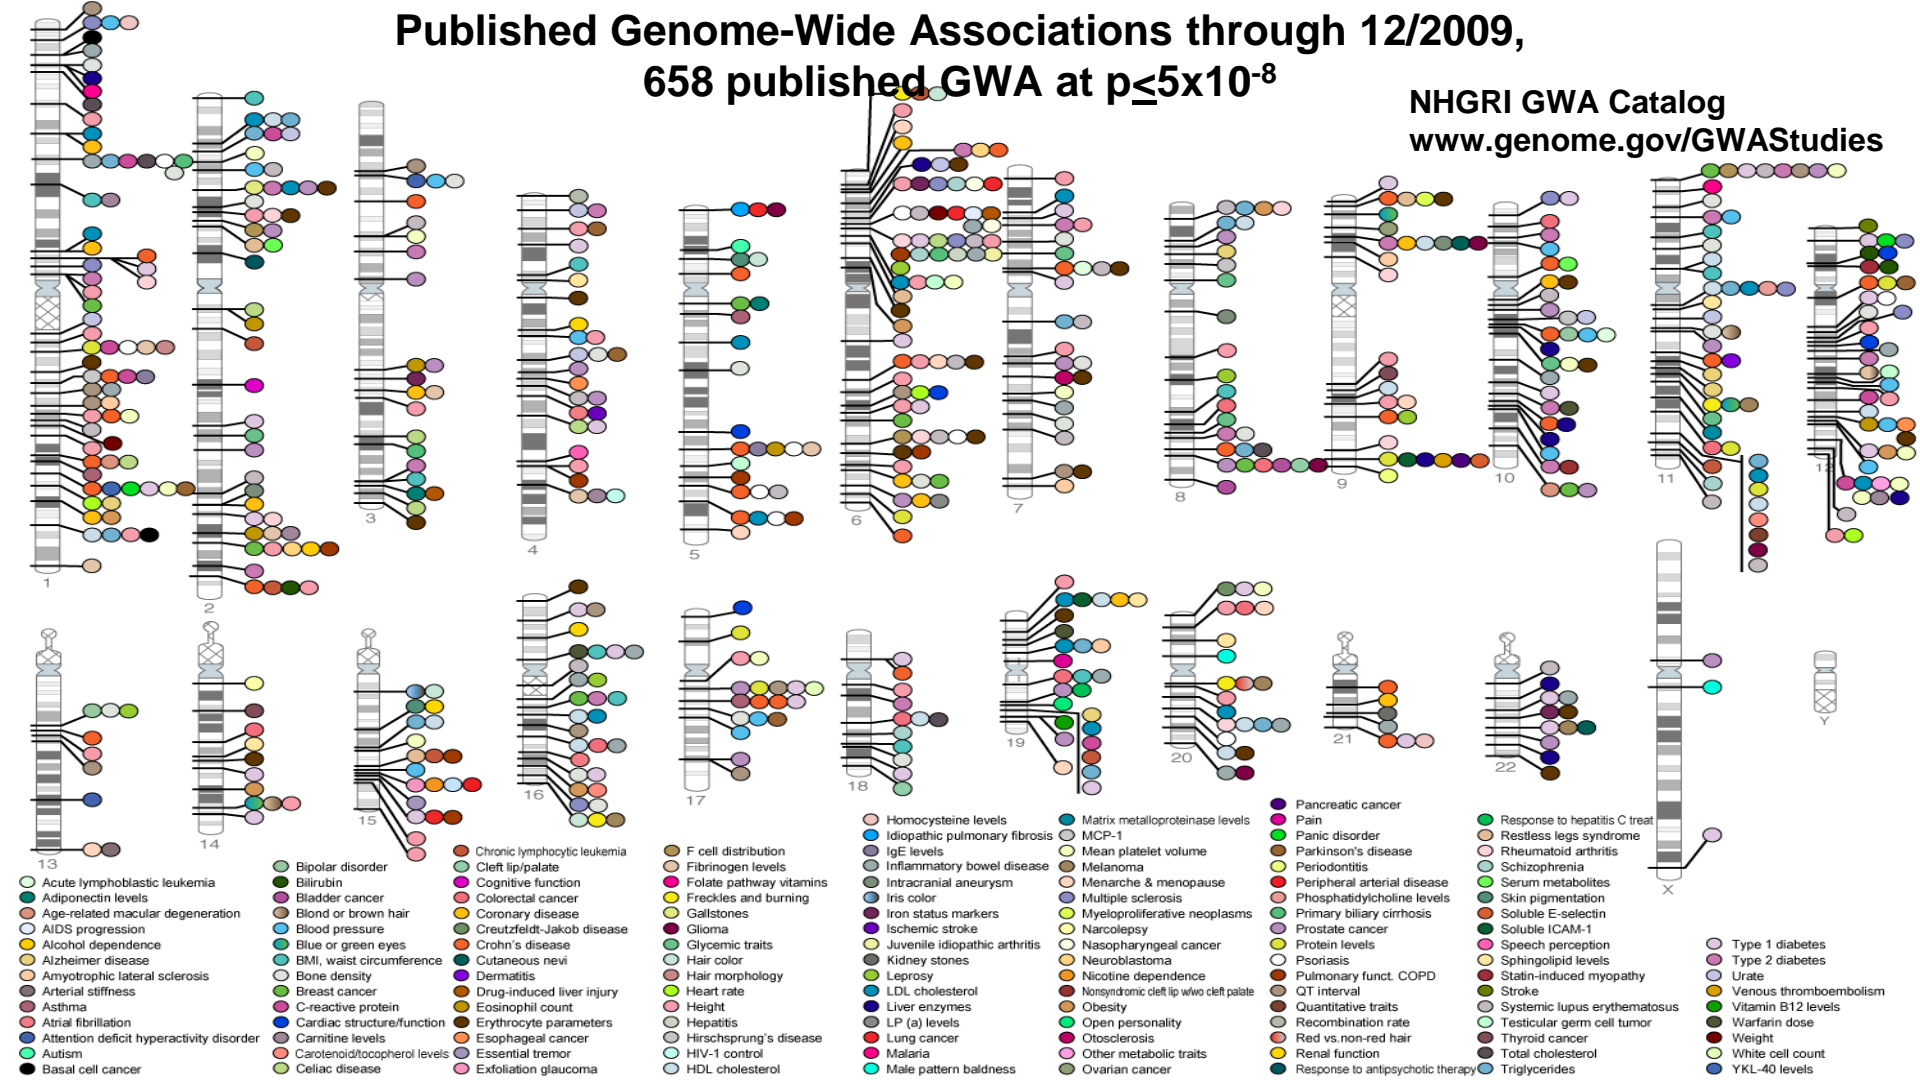 Published Genome-Wide Associations through 12/2009,
658 published GWA at p≤5x10-8
NHGRI GWA Catalog
www.genome.gov/GWAStudies
1
2
3
4
5
6
7
8
9
10
11
12
13
14
15
16
17
18
19
20
21
22
X
Y
Acute lymphoblastic leukemia
Adiponectin levels
Age-related macular degeneration
AIDS progression
Alcohol dependence
Alzheimer disease
Amyotrophic lateral sclerosis
Arterial stiffness
Asthma
Atrial fibrillation
Attention deficit hyperactivity disorder
Autism
Basal cell cancer
Bipolar disorder
Bilirubin
Bladder cancer
Blond or brown hair
Blood pressure
Blue or green eyes
BMI, waist circumference
Bone density
Breast cancer
C-reactive protein
Cardiac structure/function
Carnitine levels
Carotenoid/tocopherol levels
Celiac disease
Chronic lymphocytic leukemia
Cleft lip/palate
Cognitive function
Colorectal cancer
Coronary disease
Creutzfeldt-Jakob disease
Crohn's disease
Cutaneous nevi
Dermatitis
Drug-induced liver injury
Eosinophil count
Erythrocyte parameters
Esophageal cancer
Essential tremor
Exfoliation glaucoma
F cell distribution
Fibrinogen levels
Folate pathway vitamins
Freckles and burning
Gallstones
Glioma
Glycemic traits
Hair color
Hair morphology
Heart rate
Height
Hepatitis
Hirschsprung's disease
HIV-1 control
HDL cholesterol
Homocysteine levels
Idiopathic pulmonary fibrosis
IgE levels
Inflammatory bowel disease
Intracranial aneurysm
Iris color
Iron status markers
Ischemic stroke
Juvenile idiopathic arthritis
Kidney stones
Leprosy
LDL cholesterol
Liver enzymes
LP (a) levels
Lung cancer
Malaria
Male pattern baldness
Matrix metalloproteinase levels
MCP-1
Mean platelet volume
Melanoma
Menarche & menopause
Multiple sclerosis
Myeloproliferative neoplasms
Narcolepsy
Nasopharyngeal cancer
Neuroblastoma
Nicotine dependence
Nonsyndromic cleft lip w/wo cleft palate
Obesity
Open personality
Otosclerosis
Other metabolic traits
Ovarian cancer
Pancreatic cancer
Pain
Panic disorder
Parkinson's disease
Periodontitis
Peripheral arterial disease
Phosphatidylcholine levels
Primary biliary cirrhosis
Prostate cancer
Protein levels
Psoriasis
Pulmonary funct. COPD
QT interval
Quantitative traits
Recombination rate
Red vs.non-red hair
Renal function
Response to antipsychotic therapy
Response to hepatitis C treat
Restless legs syndrome
Rheumatoid arthritis
Schizophrenia
Serum metabolites
Skin pigmentation
Soluble E-selectin
Soluble ICAM-1
Speech perception
Sphingolipid levels
Statin-induced myopathy
Stroke
Systemic lupus erythematosus
Testicular germ cell tumor
Thyroid cancer
Total cholesterol
Triglycerides
Type 1 diabetes
Type 2 diabetes
Urate
Venous thromboembolism
Vitamin B12 levels
Warfarin dose
Weight
White cell count
YKL-40 levels